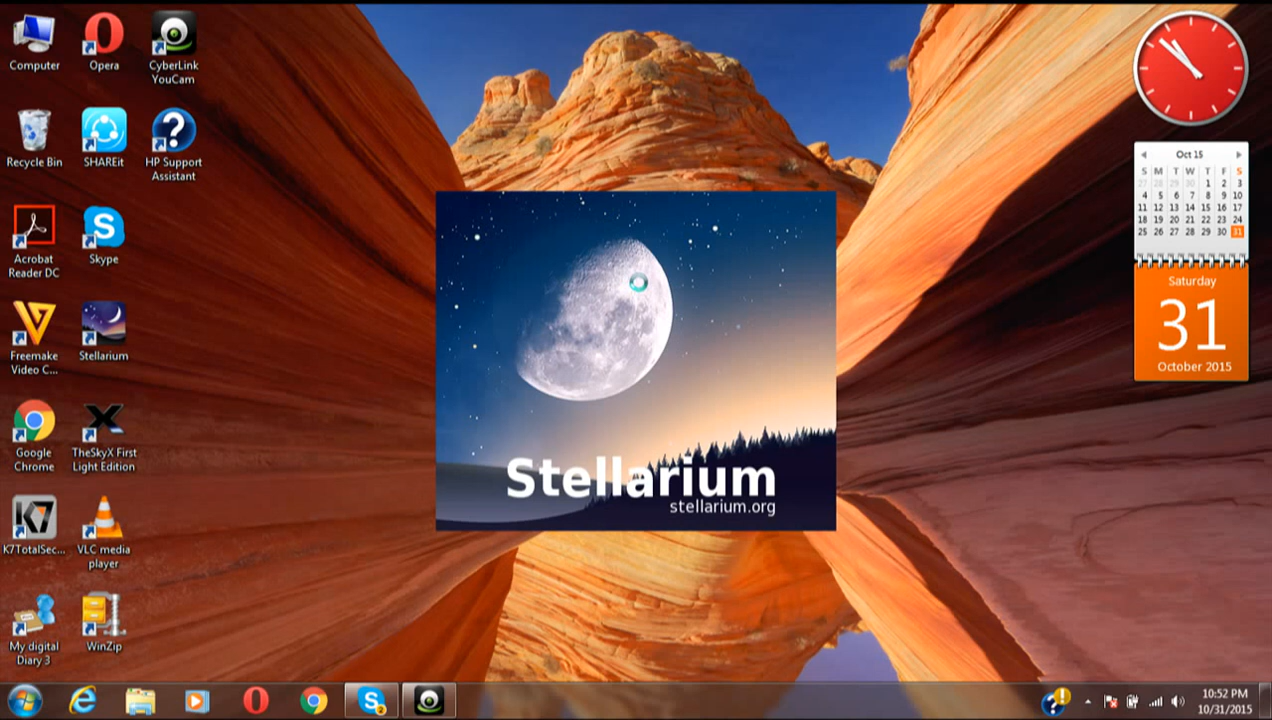 Computer
Opera
CyberLink
YouCam
Recycle Bin
SHAREit
HP Support
Assistant
Acrobat
Reader DC
Skype
Freemake
Video C...
Stellarium
Google
Chrome
TheSkyX First
Light Edition
K7TotalSec...
VLC media
player
My digital
Diary 3
WinZip
Stellarium
stellarium.org
Oct 15
S M T W T F S
27 28 29 30 1 2 3
4 5 6 7 8 9 10
11 12 13 14 15 16 17
18 19 20 21 22 23 24
25 26 27 28 29 30 31
Saturday
31
October 2015
10:52 PM
10/31/2015